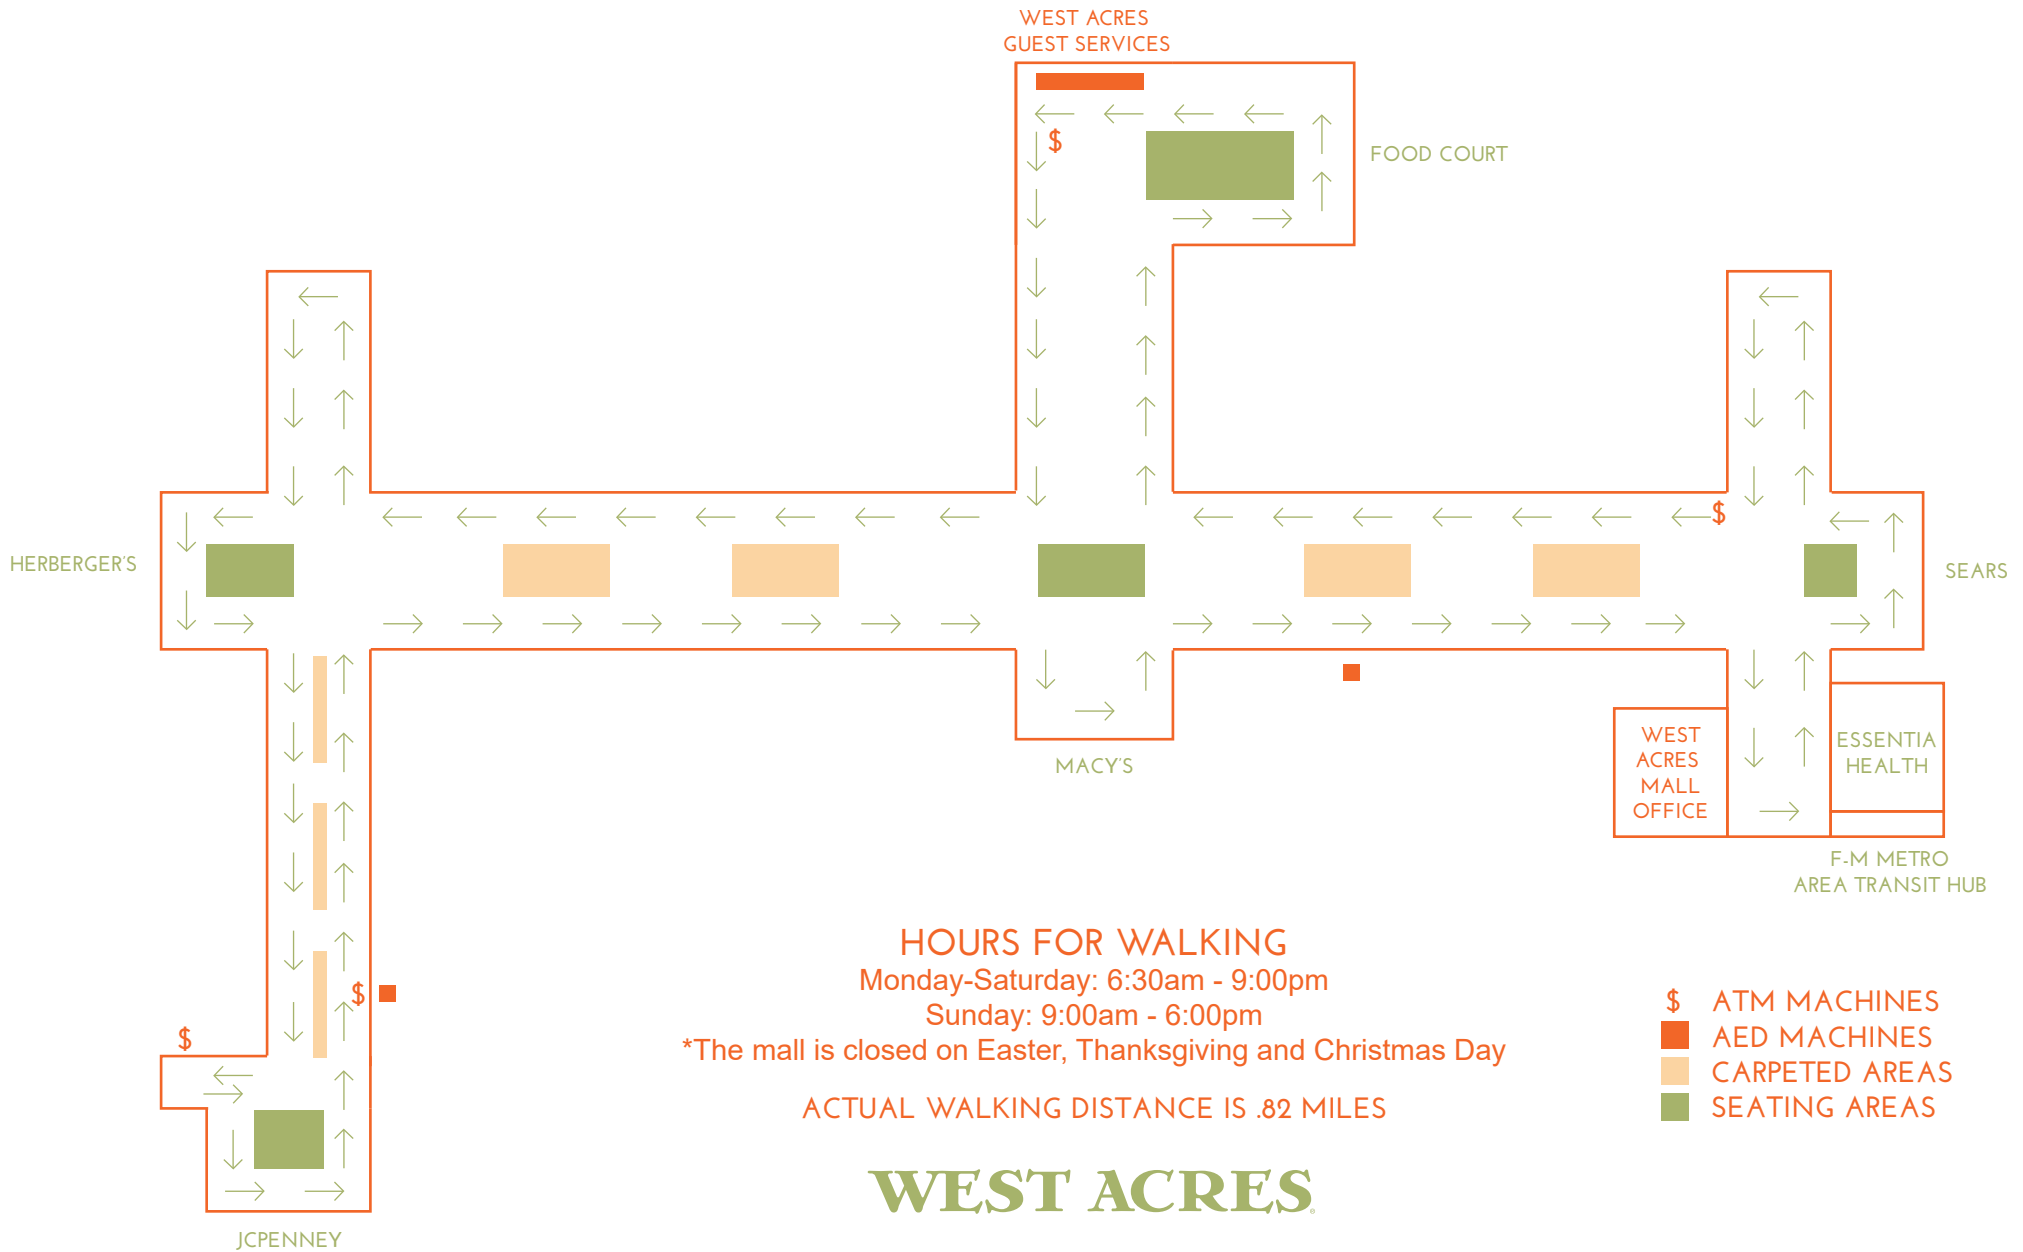 WEST ACRES
GUEST SERVICES
$
FOOD COURT
$
HERBERGER'S
SEARS
MACY'S
WEST
ACRES
MALL
OFFICE
ESSENTIA
HEALTH
F-M METRO
AREA TRANSIT HUB
$
$
JCPENNEY
HOURS FOR WALKING
Monday-Saturday: 6:30am - 9:00pm
Sunday: 9:00am - 6:00pm
*The mall is closed on Easter, Thanksgiving and Christmas Day
ACTUAL WALKING DISTANCE IS .82 MILES
WEST ACRES®
$ ATM MACHINES
AED MACHINES
CARPETED AREAS
SEATING AREAS